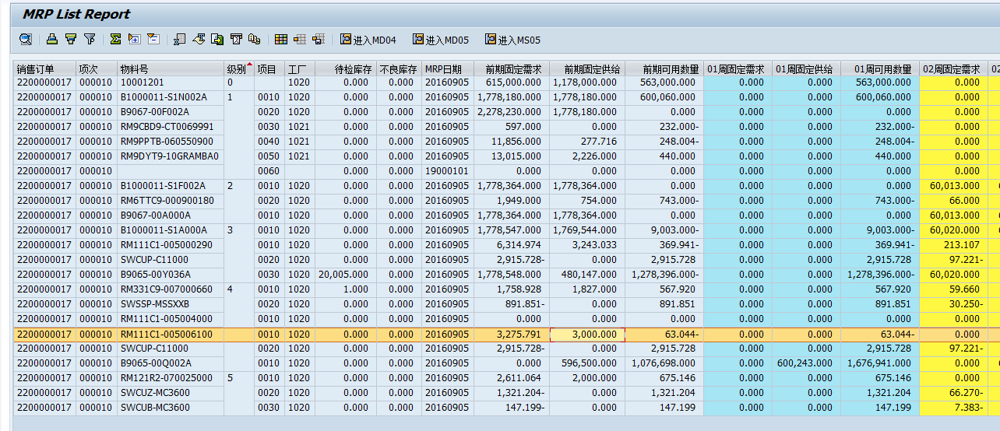 MRP List Report
进入MD04 进入MD05 进入MS05
销售订单 项次 物料号 级别 项目 工厂 待检库存 不良库存 MRP日期 前期固定需求 前期固定供给 前期可用数量 01周固定需求 01周固定供给 01周可用数量 02周固定需求 02
2200000017 000010 10001201 0 1020 0.000 0.000 20160905 615,000.000 1,178,000.000 563,000.000 0.000 0.000 563,000.000 0.000
2200000017 000010 B1000011-S1N002A 1 0010 1020 0.000 0.000 20160905 1,778,180.000 1,778,180.000 600,060.000 0.000 0.000 600,060.000 0.000
2200000017 000010 B9067-00F002A 0020 1020 0.000 0.000 20160905 2,278,230.000 1,778,180.000 0.000 0.000 0.000 0.000 0.000
2200000017 000010 RM9CBD9-CT0069991 0030 1021 0.000 0.000 20160905 597.000 0.000 232.000- 0.000 0.000 232.000- 0.000
2200000017 000010 RM9PPTB-060550900 0040 1021 0.000 0.000 20160905 11,856.000 277.716 248.004- 0.000 0.000 248.004- 0.000
2200000017 000010 RM9DYT9-10GRAMBA0 0050 1021 0.000 0.000 20160905 13,015.000 2,226.000 440.000 0.000 0.000 440.000 0.000
2200000017 000010 0060 0.000 0.000 19000101 0.000 0.000 0.000 0.000 0.000 0.000 0.000
2200000017 000010 B1000011-S1F002A 2 0010 1020 0.000 0.000 20160905 1,778,364.000 1,778,364.000 0.000 0.000 0.000 0.000 60,013.000
2200000017 000010 RM6TTC9-000900180 0020 1020 0.000 0.000 20160905 1,949.000 754.000 743.000- 0.000 0.000 743.000- 66.000
2200000017 000010 B9067-00A000A 0010 1020 0.000 0.000 20160905 1,778,364.000 1,778,364.000 0.000 0.000 0.000 0.000 60,013.000
2200000017 000010 B1000011-S1A000A 3 0010 1020 0.000 0.000 20160905 1,778,547.000 1,769,544.000 9,003.000- 0.000 0.000 9,003.000- 60,020.000
2200000017 000010 RM111C1-005000290 0010 1020 0.000 0.000 20160905 6,314.974 3,243.033 369.941- 0.000 0.000 369.941- 213.107
2200000017 000010 SWCUP-C11000 0020 1020 0.000 0.000 20160905 2,915.728- 0.000 2,915.728 0.000 0.000 2,915.728 97.221-
2200000017 000010 B9065-00Y036A 0030 1020 20,005.000 0.000 20160905 1,778,548.000 480,147.000 1,278,396.000- 0.000 0.000 1,278,396.000- 60,020.000
2200000017 000010 RM331C9-007000660 4 0010 1020 1.000 0.000 20160905 1,758.928 1,827.000 567.920 0.000 0.000 567.920 59.660
2200000017 000010 SWSSP-MSSXXB 0020 1020 0.000 0.000 20160905 891.851- 0.000 891.851 0.000 0.000 891.851 30.250-
2200000017 000010 RM111C1-005004000 0010 1020 0.000 0.000 20160905 0.000 0.000 0.000 0.000 0.000 0.000 0.000
2200000017 000010 RM111C1-005006100 0010 1020 0.000 0.000 20160905 3,275.791 3,000.000 63.044- 0.000 0.000 63.044- 0.000
2200000017 000010 SWCUP-C11000 0020 1020 0.000 0.000 20160905 2,915.728- 0.000 2,915.728 0.000 0.000 2,915.728 97.221-
2200000017 000010 B9065-00Q002A 0010 1020 0.000 0.000 20160905 0.000 596,500.000 1,076,698.000 0.000 600,243.000 1,676,941.000 0.000
2200000017 000010 RM121R2-070025000 5 0010 1020 0.000 0.000 20160905 2,611.064 2,000.000 675.146 0.000 0.000 675.146 0.000
2200000017 000010 SWCUZ-MC3600 0020 1020 0.000 0.000 20160905 1,321.204- 0.000 1,321.204 0.000 0.000 1,321.204 66.270-
2200000017 000010 SWCUB-MC3600 0030 1020 0.000 0.000 20160905 147.199- 0.000 147.199 0.000 0.000 147.199 7.383-